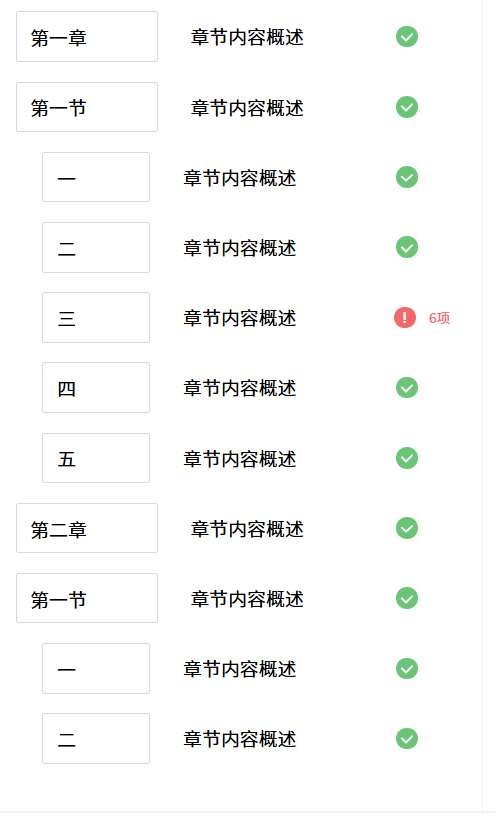 第一章 章节内容概述
第一节 章节内容概述
一 章节内容概述
二 章节内容概述
三 章节内容概述 6项
四 章节内容概述
五 章节内容概述
第二章 章节内容概述
第一节 章节内容概述
一 章节内容概述
二 章节内容概述